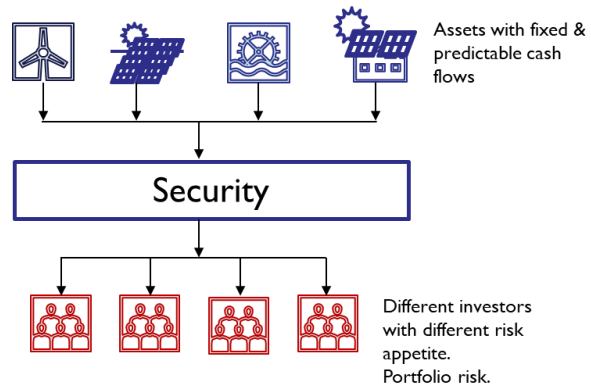 Assets with fixed &
predictable cash
flows
Security
Different investors
with different risk
appetite.
Portfolio risk.